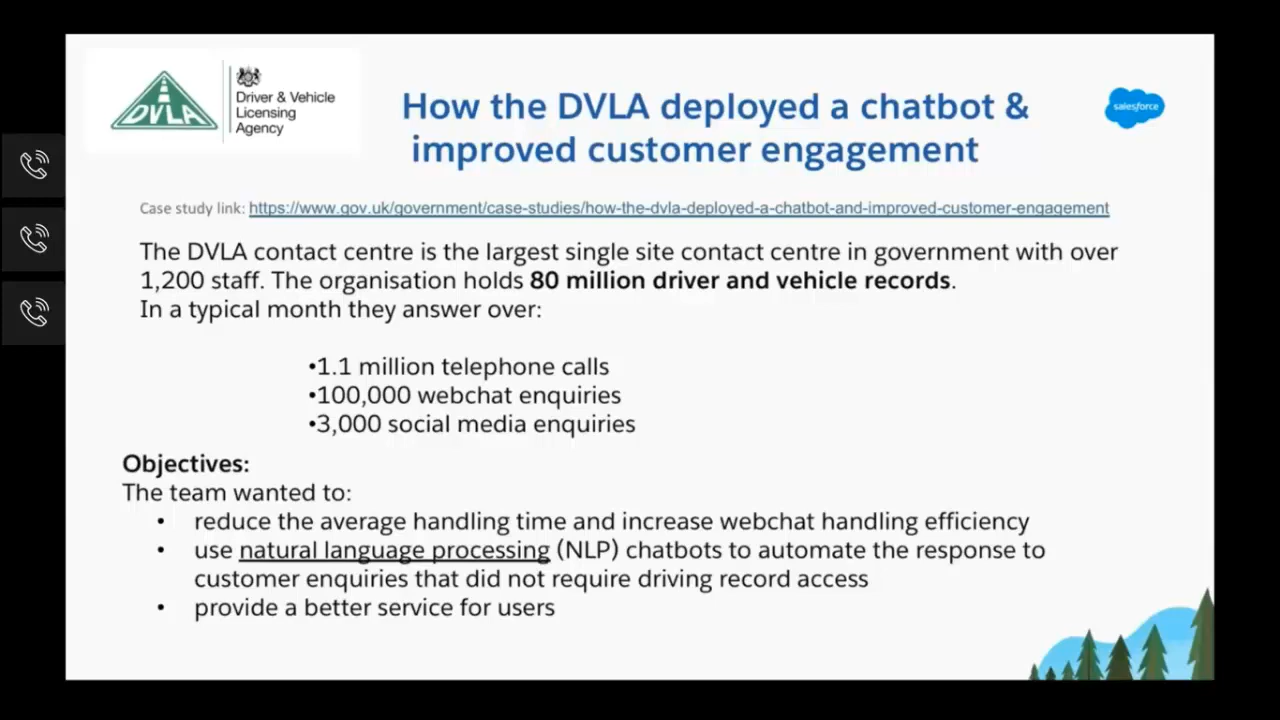 DVLA
Driver & Vehicle
Licensing
Agency
How the DVLA deployed a chatbot &
improved customer engagement
salesforce
Case study link: https://www.gov.uk/government/case-studies/how-the-dvla-deployed-a-chatbot-and-improved-customer-engagement
The DVLA contact centre is the largest single site contact centre in government with over
1,200 staff. The organisation holds 80 million driver and vehicle records.
In a typical month they answer over:
•1.1 million telephone calls
•100,000 webchat enquiries
•3,000 social media enquiries
Objectives:
The team wanted to:
• reduce the average handling time and increase webchat handling efficiency
• use natural language processing (NLP) chatbots to automate the response to
customer enquiries that did not require driving record access
• provide a better service for users